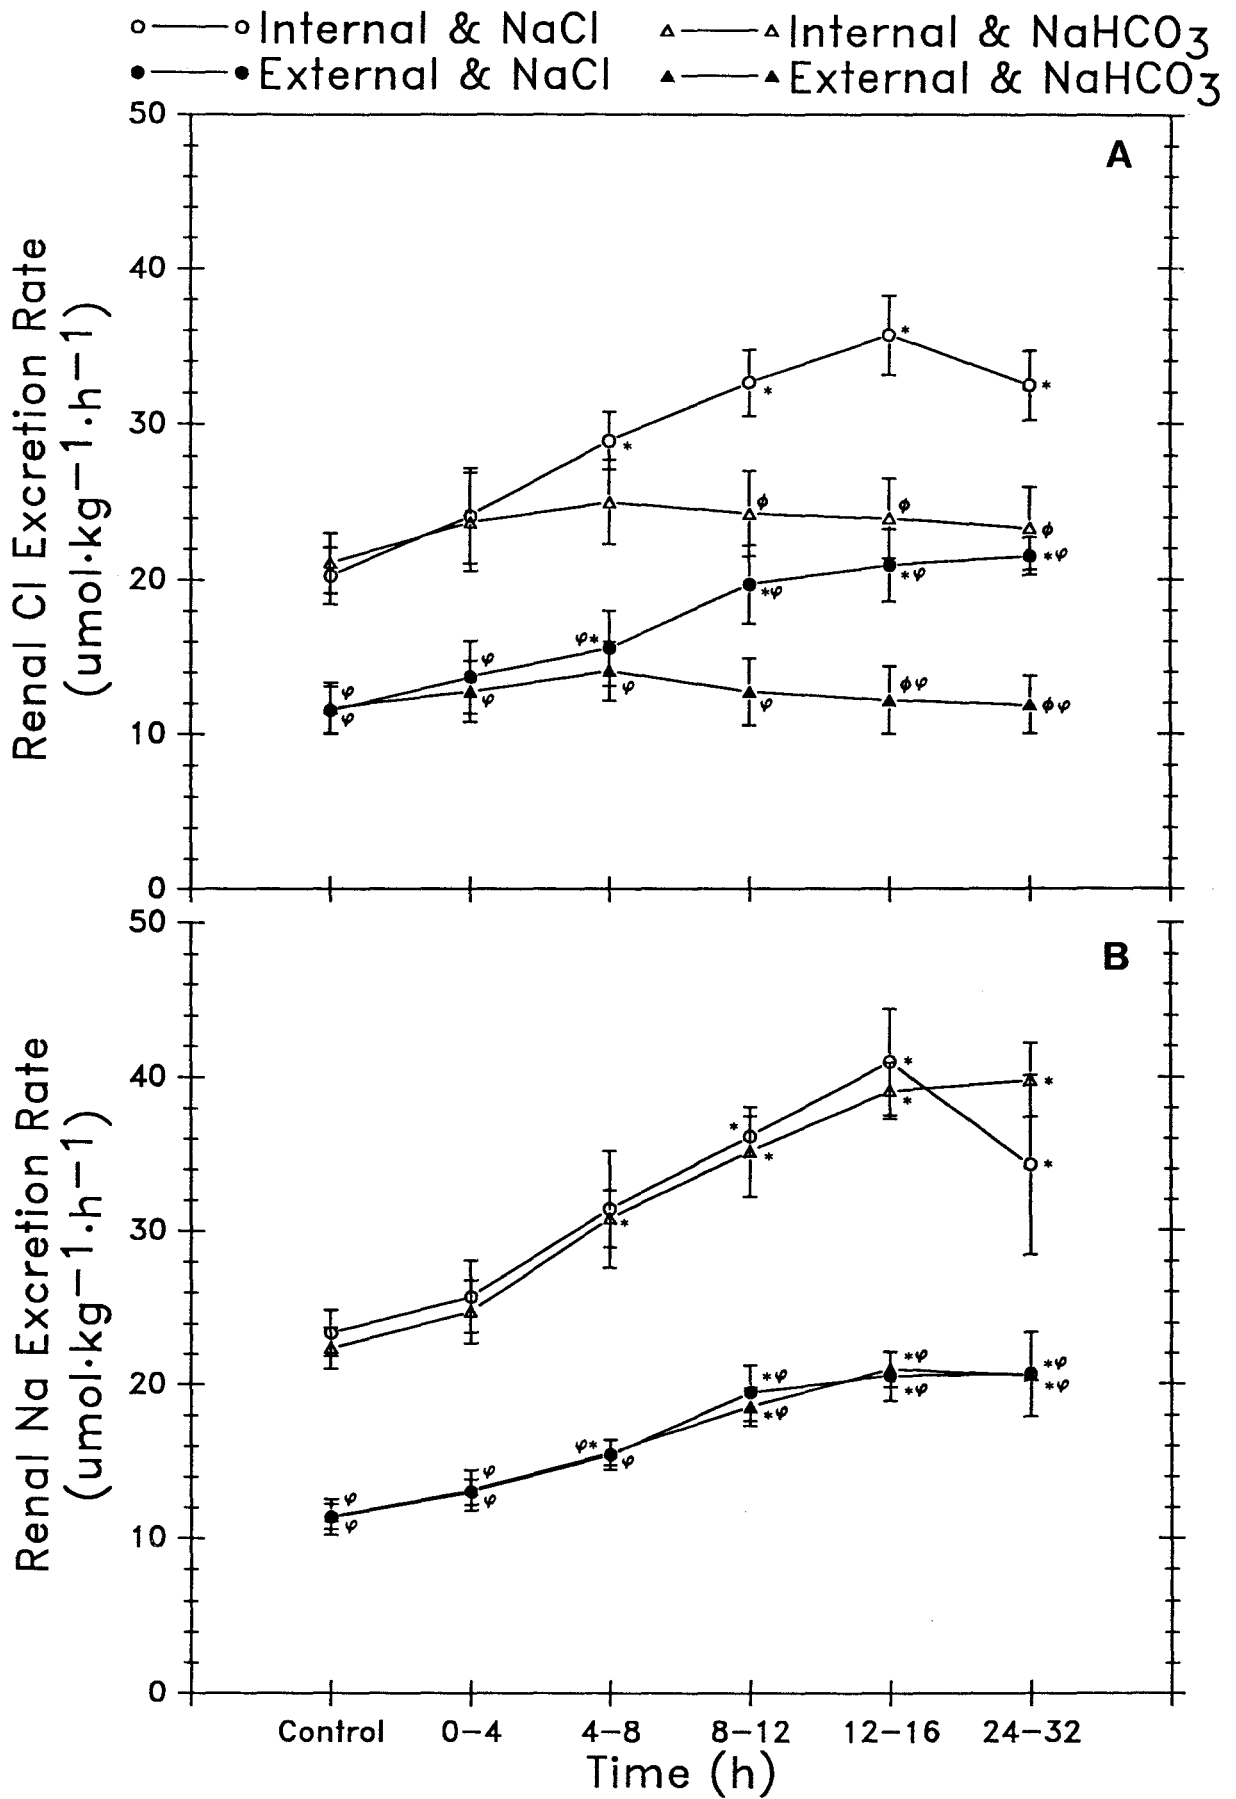 Internal & NaCl
Internal & NaHCO3
External & NaCl
External & NaHCO3
A
Renal Cl Excretion Rate
(umol·kg−1·h−1)
50
40
30
20
10
0
* * * *
ϕ ϕ ϕ
φ φ φ* *φ *φ *φ
φ φ φ φ ϕφ ϕφ
B
Renal Na Excretion Rate
(umol·kg−1·h−1)
50
40
30
20
10
0
* * *
* * * *
φ φ φ* *φ *φ *φ
φ φ φ *φ *φ *φ
Control 0−4 4−8 8−12 12−16 24−32
Time (h)